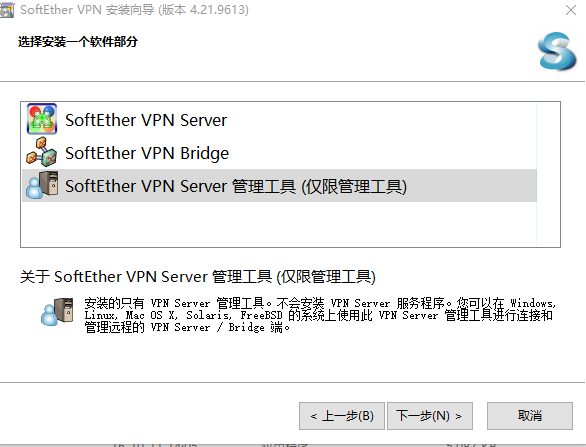 SoftEther VPN 安装向导 (版本 4.21.9613)
选择安装一个软件部分
SoftEther VPN Server
SoftEther VPN Bridge
SoftEther VPN Server 管理工具 (仅限管理工具)
关于 SoftEther VPN Server 管理工具 (仅限管理工具)
安装的只有 VPN Server 管理工具。不会安装 VPN Server 服务程序。您可以在 Windows,
Linux, Mac OS X, Solaris, FreeBSD 的系统上使用此 VPN Server 管理工具进行连接和
管理远程的 VPN Server / Bridge 端。
< 上一步(B) 下一步(N) > 取消